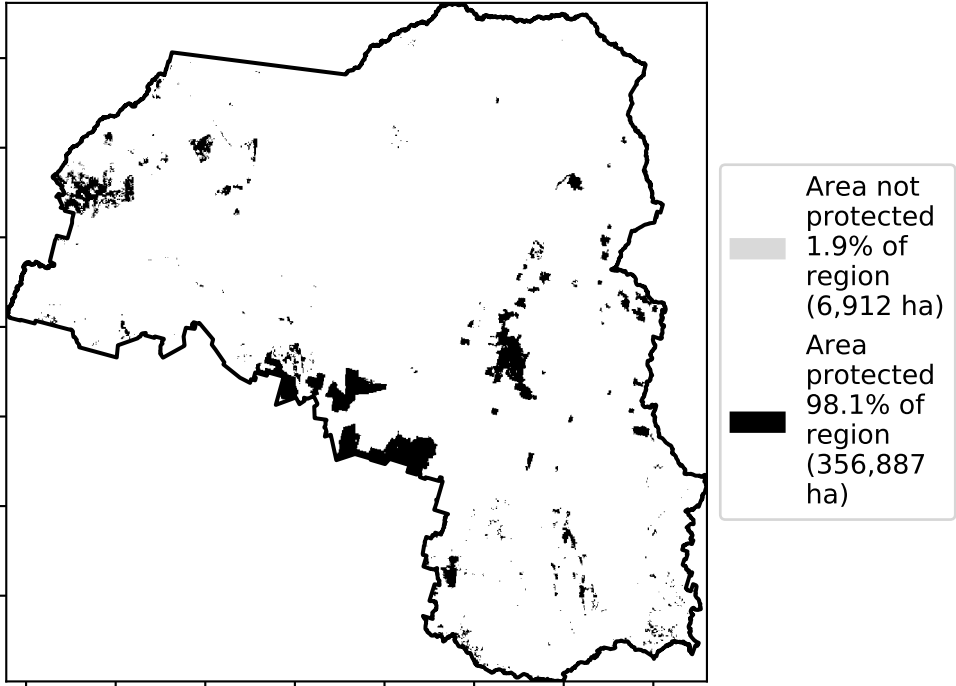 Area not
protected
1.9% of
region
(6,912 ha)
Area
protected
98.1% of
region
(356,887
ha)